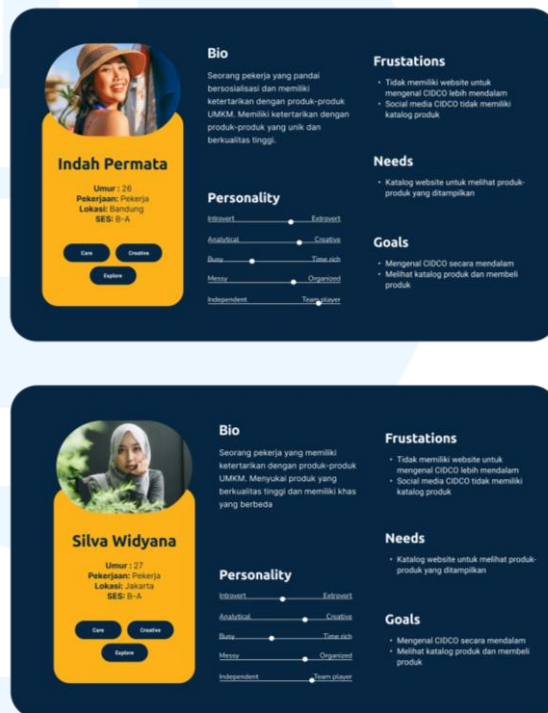 Indah Permata
Umur : 26
Pekerjaan: Pekerja
Lokasi: Bandung
SES: B-A
Care
Creative
Explore
Bio
Seorang pekerja yang pandai
bersosialisasi dan memiliki
ketertarikan dengan produk-produk
UMKM. Memiliki ketertarikan dengan
produk-produk yang unik dan
berkualitas tinggi.
Personality
Introvert Extrovert
Analytical Creative
Busy Time rich
Messy Organized
Independent Team player
Frustations
• Tidak memiliki website untuk
mengenal CIDCO lebih mendalam
• Social media CIDCO tidak memiliki
katalog produk
Needs
• Katalog website untuk melihat produk-
produk yang ditampilkan
Goals
• Mengenal CIDCO secara mendalam
• Melihat katalog produk dan membeli
produk
Silva Widyana
Umur : 27
Pekerjaan: Pekerja
Lokasi: Jakarta
SES: B-A
Care
Creative
Explore
Bio
Seorang pekerja yang memiliki
ketertarikan dengan produk-produk
UMKM. Menyukai produk yang
berkualitas tinggi dan memiliki khas
yang berbeda
Personality
Introvert Extrovert
Analytical Creative
Busy Time rich
Messy Organized
Independent Team player
Frustations
• Tidak memiliki website untuk
mengenal CIDCO lebih mendalam
• Social media CIDCO tidak memiliki
katalog produk
Needs
• Katalog website untuk melihat produk-
produk yang ditampilkan
Goals
• Mengenal CIDCO secara mendalam
• Melihat katalog produk dan membeli
produk